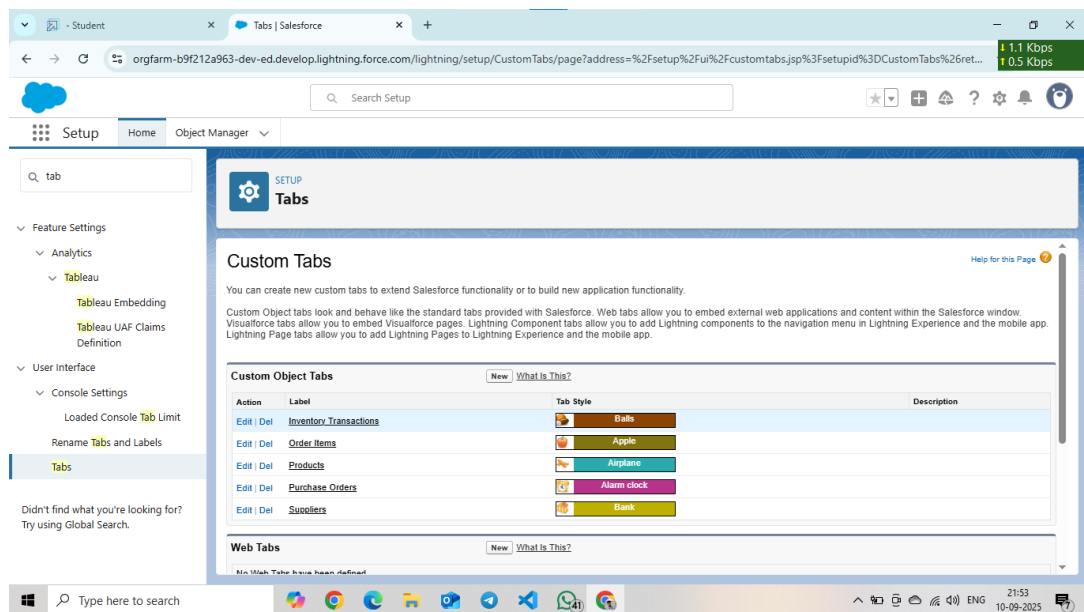 - Student
Tabs | Salesforce
orgfarm-b9f212a963-dev-ed.develop.lightning.force.com/lightning/setup/CustomTabs/page?address=%2Fsetup%2Fui%2Fcustomtabs.jsp%3Fsetupid%3DCustomTabs%26ret...
1.1 Kbps
0.5 Kbps
Search Setup
Setup
Home
Object Manager
tab
SETUP
Tabs
Feature Settings
Analytics
Tableau
Tableau Embedding
Tableau UAF Claims
Definition
User Interface
Console Settings
Loaded Console Tab Limit
Rename Tabs and Labels
Tabs
Didn't find what you're looking for?
Try using Global Search.
Custom Tabs
Help for this Page
You can create new custom tabs to extend Salesforce functionality or to build new application functionality.
Custom Object tabs look and behave like the standard tabs provided with Salesforce. Web tabs allow you to embed external web applications and content within the Salesforce window.
Visualforce tabs allow you to embed Visualforce pages. Lightning Component tabs allow you to add Lightning components to the navigation menu in Lightning Experience and the mobile app.
Lightning Page tabs allow you to add Lightning Pages to Lightning Experience and the mobile app.
Custom Object Tabs New What Is This?
Action Label Tab Style Description
Edit | Del Inventory Transactions Balls
Edit | Del Order Items Apple
Edit | Del Products Airplane
Edit | Del Purchase Orders Alarm clock
Edit | Del Suppliers Bank
Web Tabs New What Is This?
No Web Tabs have been defined
Type here to search
41
ENG
21:53
10-09-2025
7